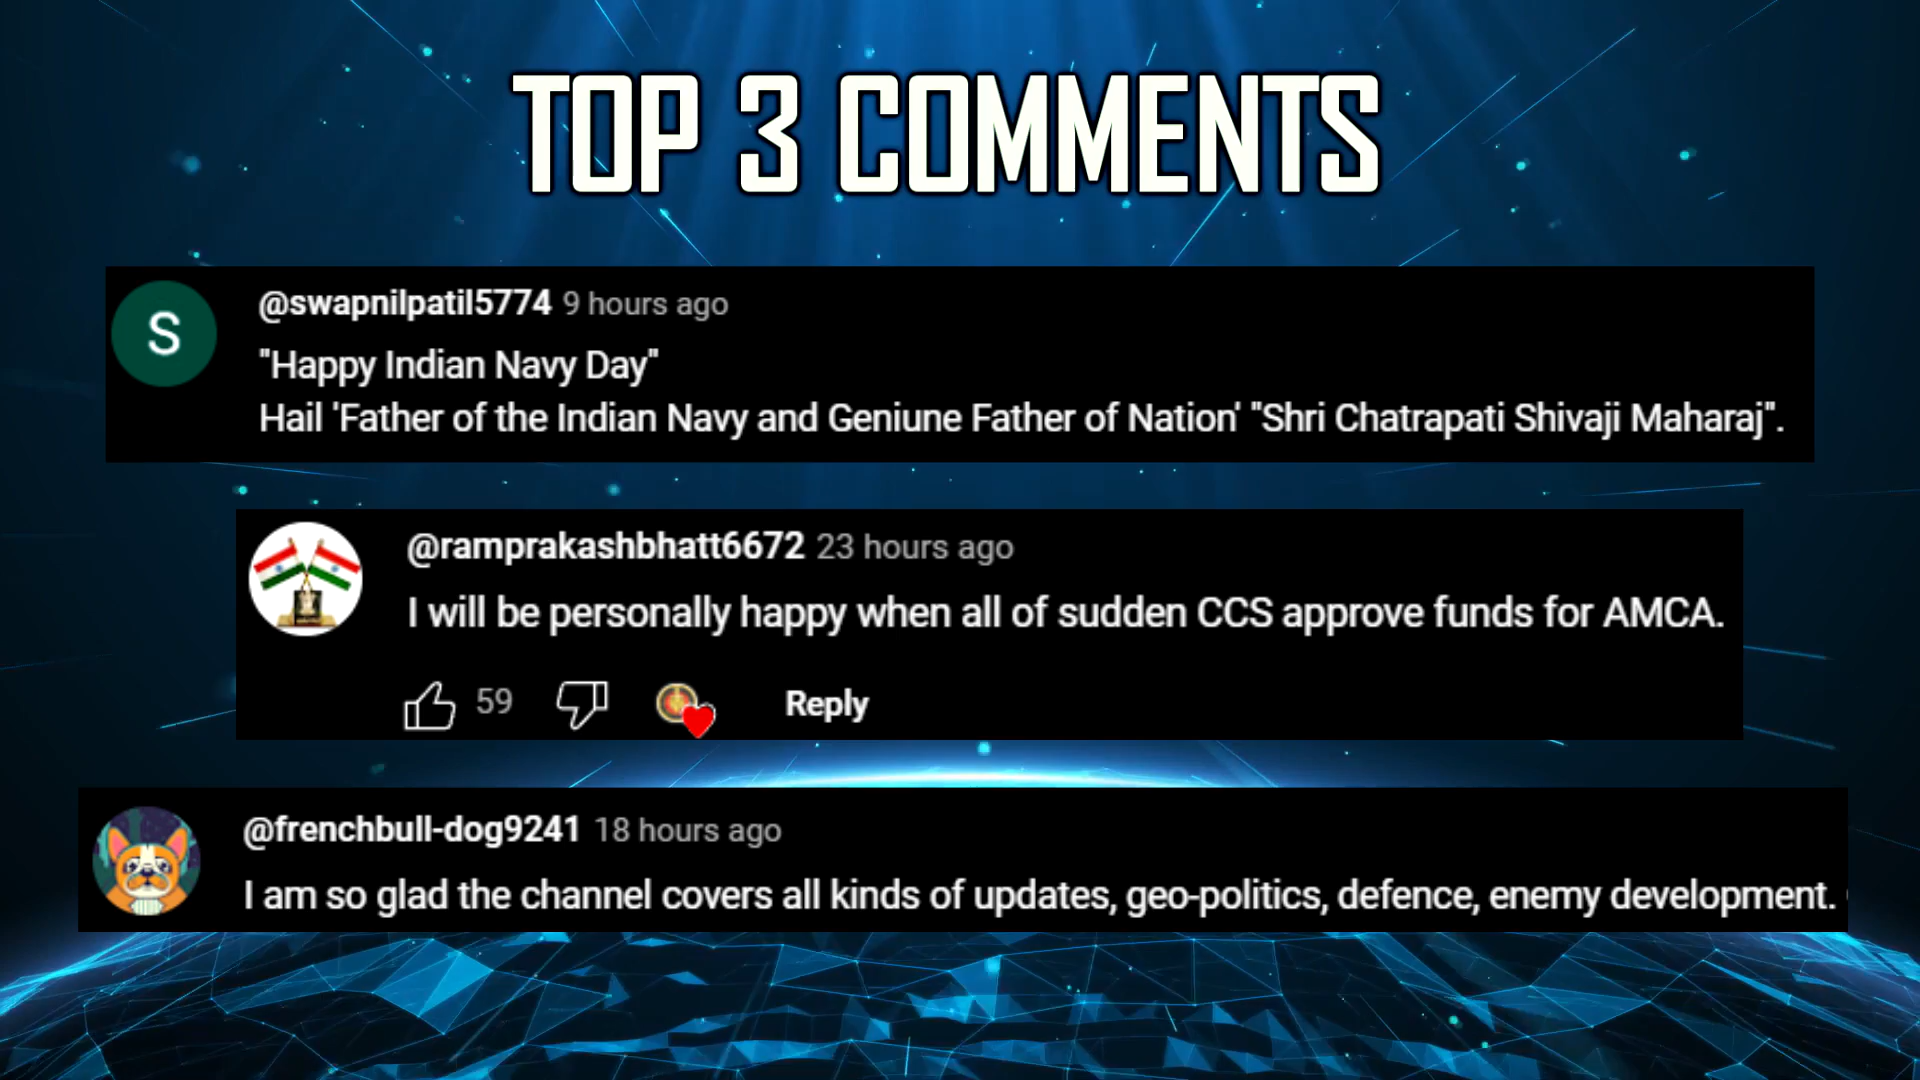 TOP 3 COMMENTS
S
@swapnilpatil5774 9 hours ago
"Happy Indian Navy Day"
Hail 'Father of the Indian Navy and Geniune Father of Nation' "Shri Chatrapati Shivaji Maharaj".
@ramprakashbhatt6672 23 hours ago
I will be personally happy when all of sudden CCS approve funds for AMCA.
59 Reply
@frenchbull-dog9241 18 hours ago
I am so glad the channel covers all kinds of updates, geo-politics, defence, enemy development.